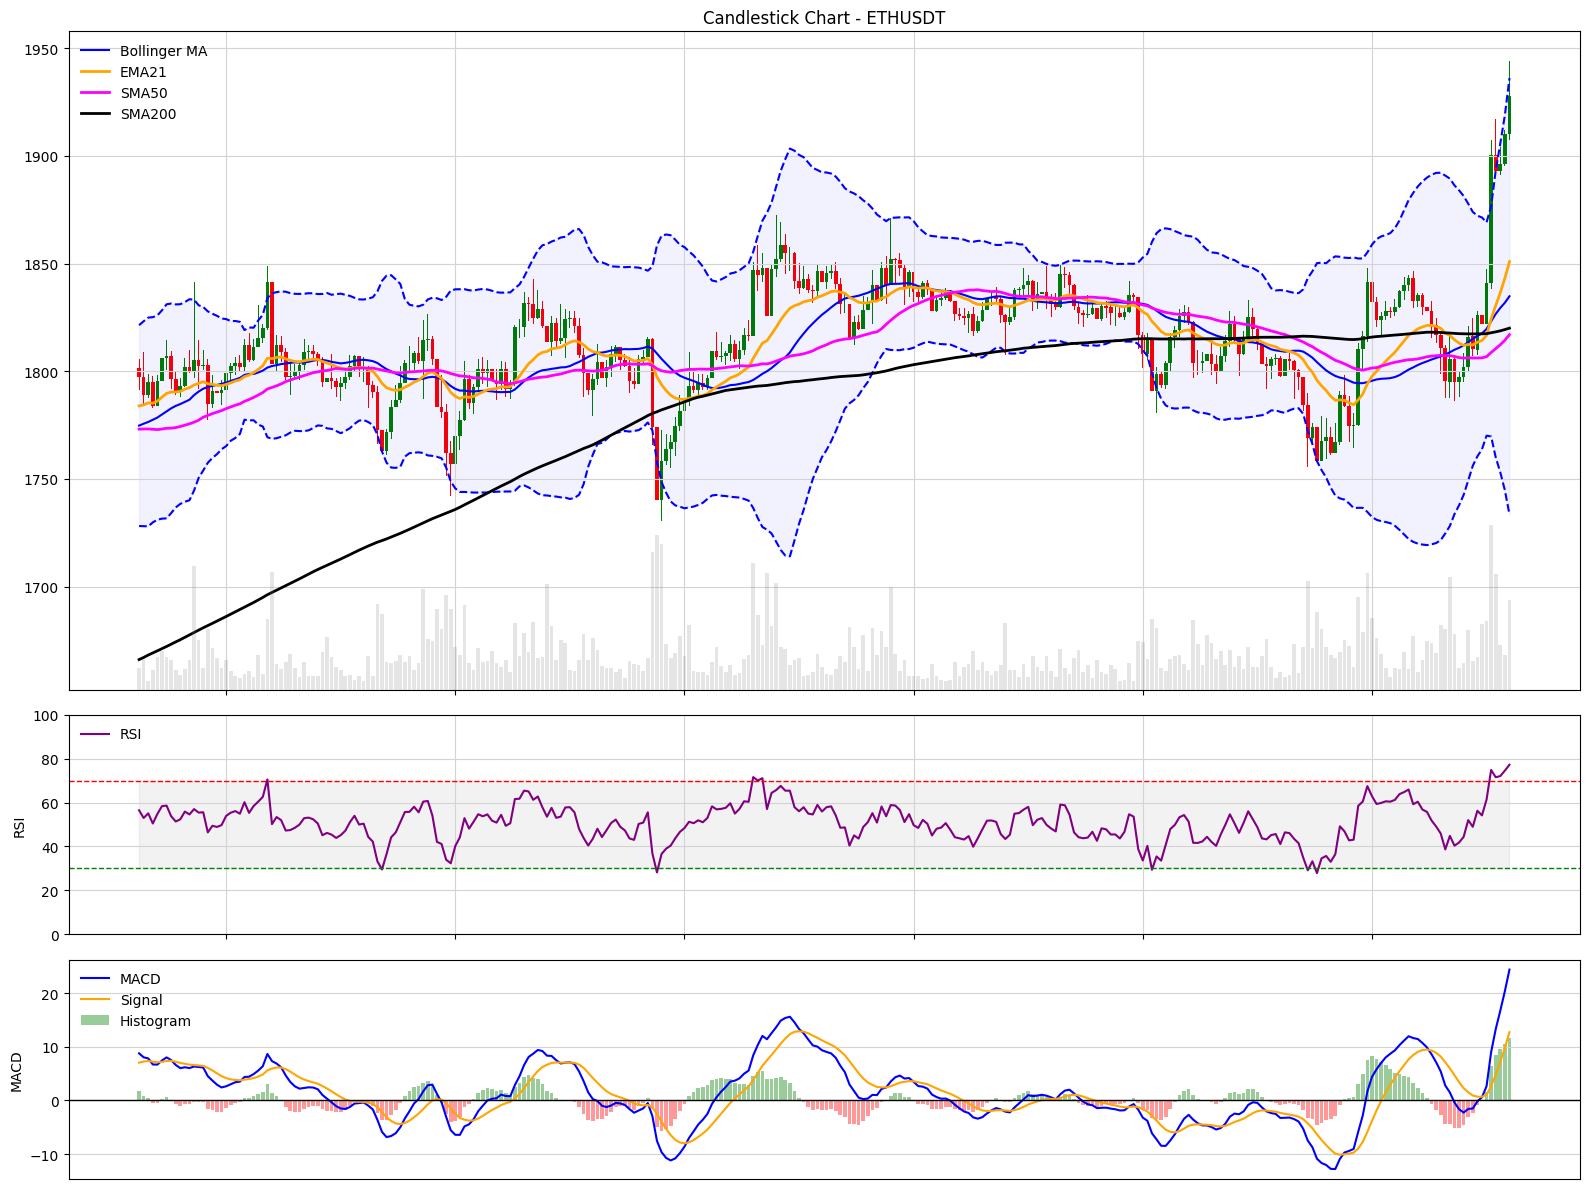 Candlestick Chart - ETHUSDT
Bollinger MA
EMA21
SMA50
SMA200
1950
1900
1850
1800
1750
1700
RSI
RSI
100
80
60
40
20
0
MACD
Signal
Histogram
MACD
20
10
0
−10